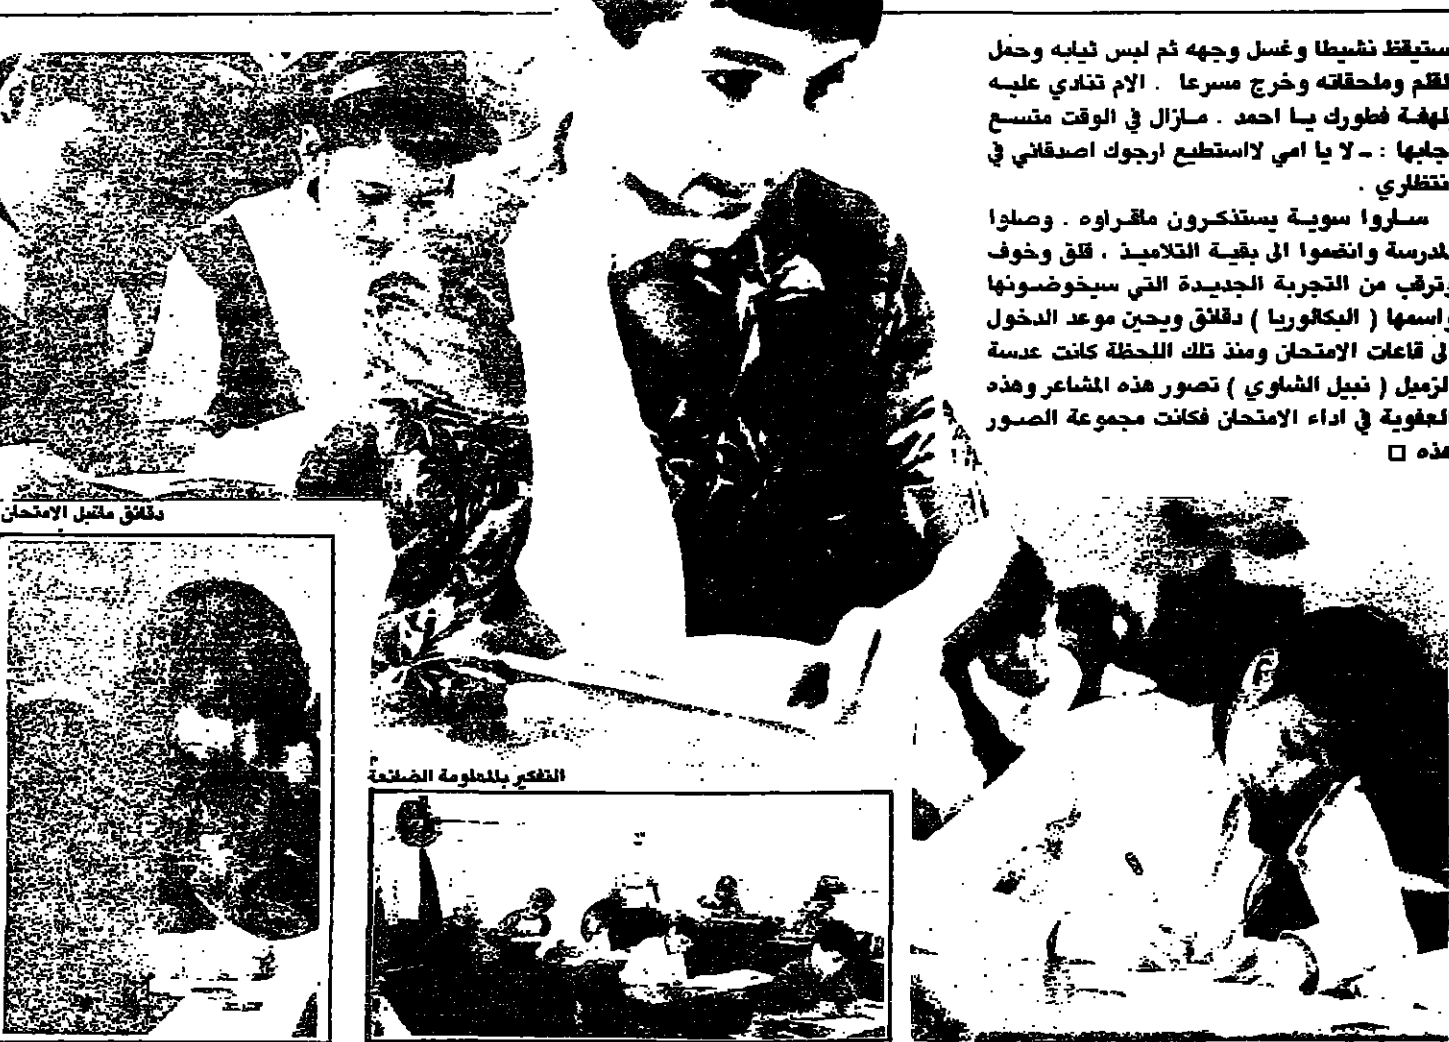 ستيقظ نشيطا وغسل وجهه ثم لبس ثيابه وحمل
لقلم وملحقاته وخرج مسرعا . الام تنادي عليه
لهفة فطورك يا احمد . مازال في الوقت متسع
جابها : ـ لا يا امي لااستطيع ارجوك اصدقائي في
نتظاري .
ساروا سوية يستذكرون ماقراوه . وصلوا
لمدرسة وانضموا الى بقية التلاميذ . قلق وخوف
وترقب من التجربة الجديدة التي سيخوضونها
واسمها ( البكالوريا ) دقائق ويحين موعد الدخول
لى قاعات الامتحان ومنذ تلك اللحظة كانت عدسة
لزميل ( نبيل الشاوي ) تصور هذه المشاعر وهذه
العفوية في اداء الامتحان فكانت مجموعة الصور
هذه □
دقائق ماقبل الامتحان
التفكير بالمعلومة الضائعة